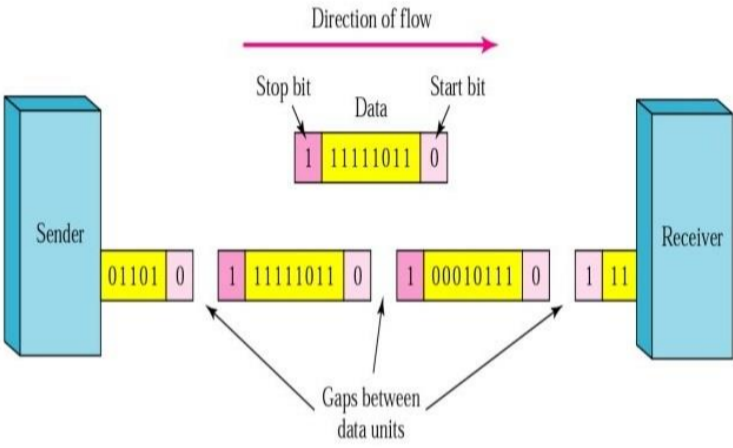 Direction of flow
Stop bit
Data
Start bit
1 11111011 0
Sender
Receiver
01101 0 1 11111011 0 1 00010111 0 1 11
Gaps between
data units